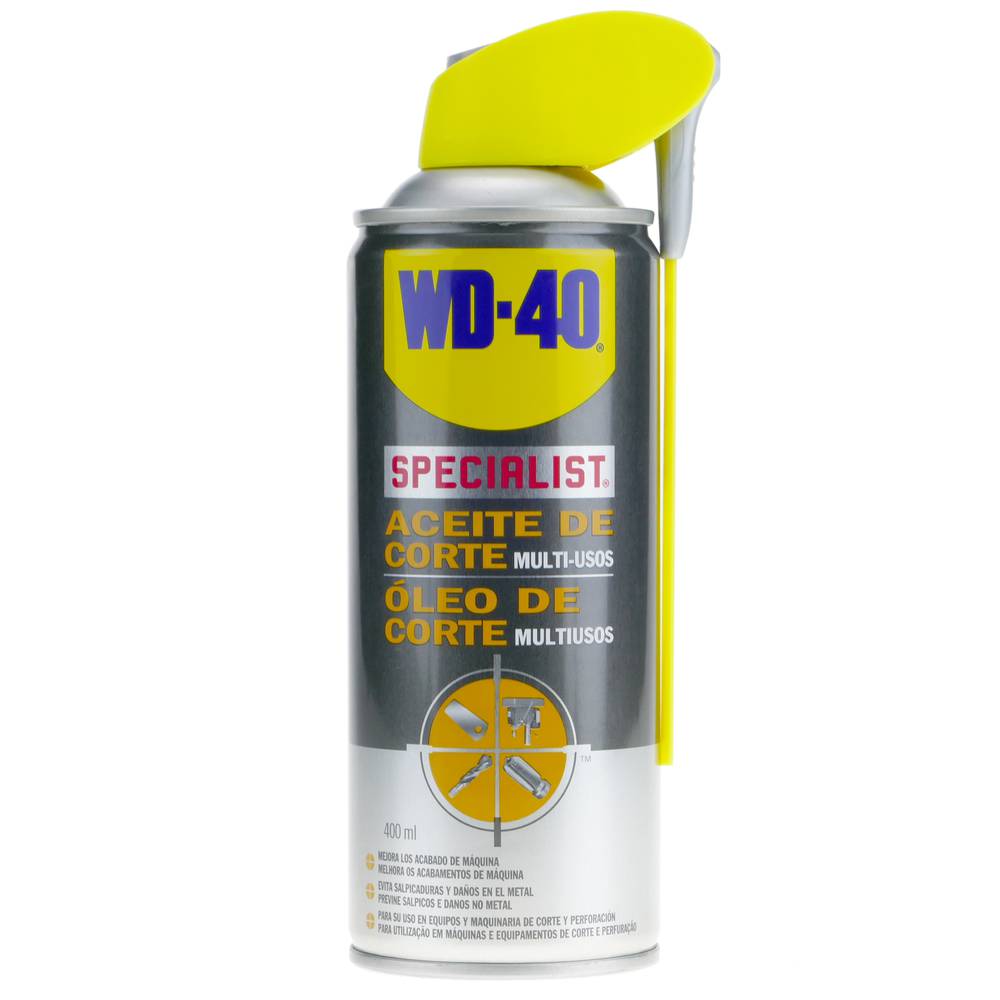 WD-40®
SPECIALIST®
ACEITE DE
CORTE MULTI-USOS
ÓLEO DE
CORTE MULTIUSOS
TM
400 ml
MEJORA LOS ACABADO DE MÁQUINA
MELHORA OS ACABAMENTOS DE MÁQUINA
EVITA SALPICADURAS Y DAÑOS EN EL METAL
PREVINE SALPICOS E DANOS NO METAL
PARA SU USO EN EQUIPOS Y MAQUINARIA DE CORTE Y PERFORACIÓN
PARA UTILIZAÇÃO EM MÁQUINAS E EQUIPAMENTOS DE CORTE E PERFURAÇÃO